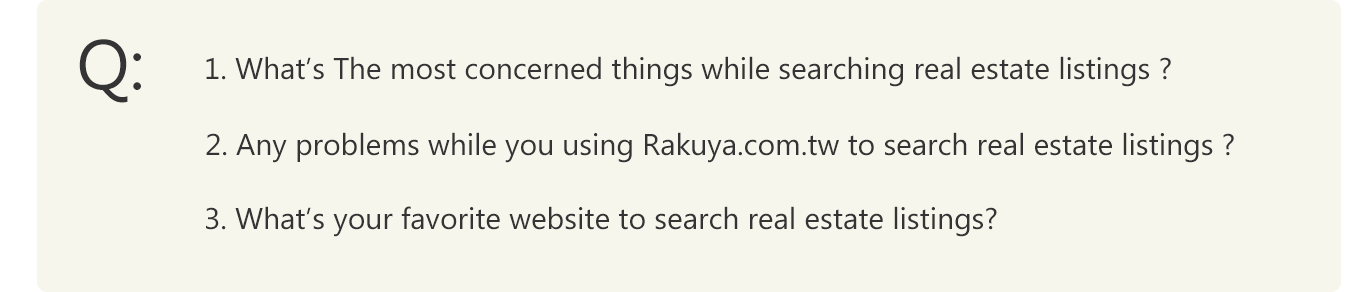 Q:
1. What's The most concerned things while searching real estate listings ?
2. Any problems while you using Rakuya.com.tw to search real estate listings ?
3. What's your favorite website to search real estate listings?